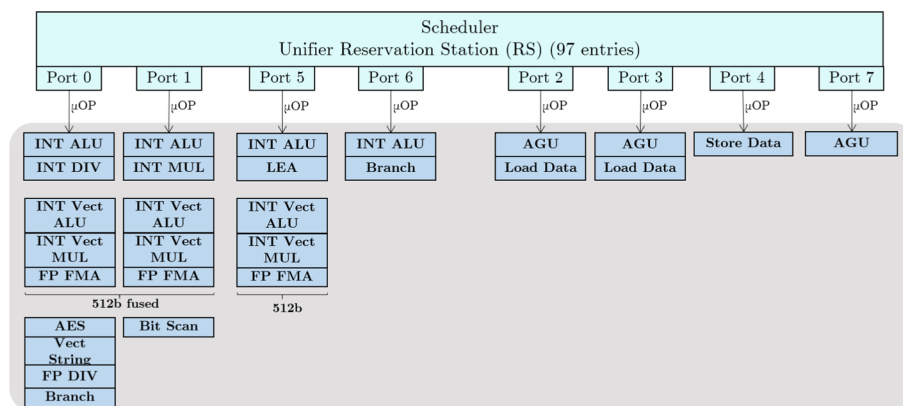 Scheduler
Unifier Reservation Station (RS) (97 entries)
Port 0 Port 1 Port 5 Port 6 Port 2 Port 3 Port 4 Port 7
μOP μOP μOP μOP μOP μOP μOP μOP
INT ALU INT ALU INT ALU INT ALU AGU AGU Store Data AGU
INT DIV INT MUL LEA Branch Load Data Load Data
INT Vect INT Vect INT Vect
ALU ALU ALU
INT Vect INT Vect INT Vect
MUL MUL MUL
FP FMA FP FMA FP FMA
512b fused 512b
AES Bit Scan
Vect
String
FP DIV
Branch